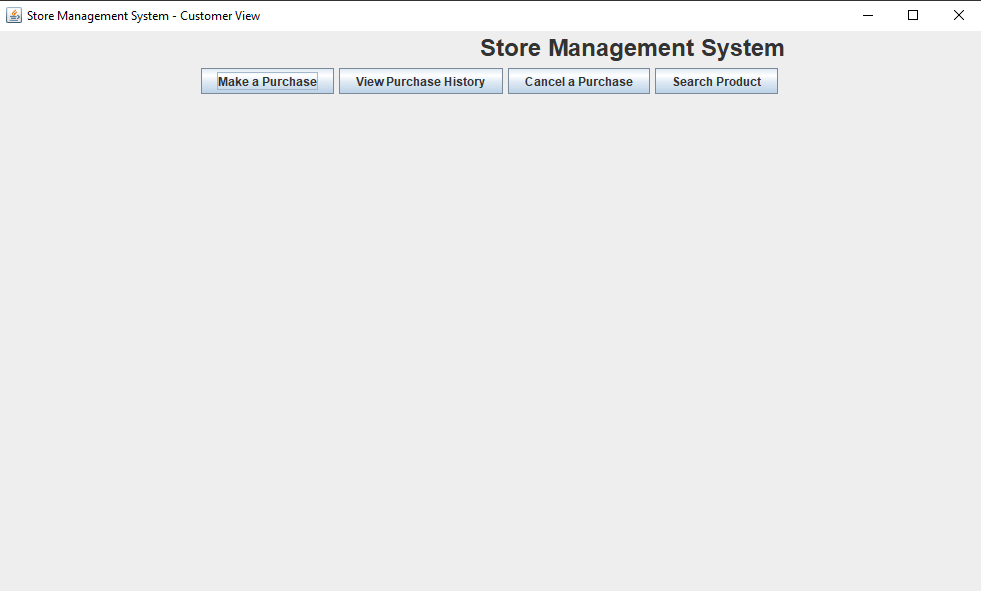 Store Management System - Customer View
Store Management System
Make a Purchase View Purchase History Cancel a Purchase Search Product